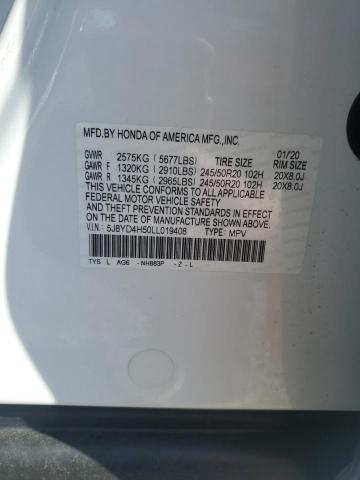 MFD.BY HONDA OF AMERICA MFG.,INC. 01/20
GVWR 2575KG (5677LBS) TIRE SIZE RIM SIZE
GAWR F 1320KG (2910LBS) 245/50R20 102H 20X8.0J
GAWR R 1345KG (2965LBS) 245/50R20 102H 20X8.0J
THIS VEHICLE CONFORMS TO ALL APPLICABLE
FEDERAL MOTOR VEHICLE SAFETY AND
THEFT PREVENTION STANDARDS IN EFFECT
ON THE DATE OF MANUFACTURE SHOWN ABOVE.
V.I.N.: 5J8YD4H50LL019408 TYPE: MPV
TYS L AG6 -NH883P -Z-L